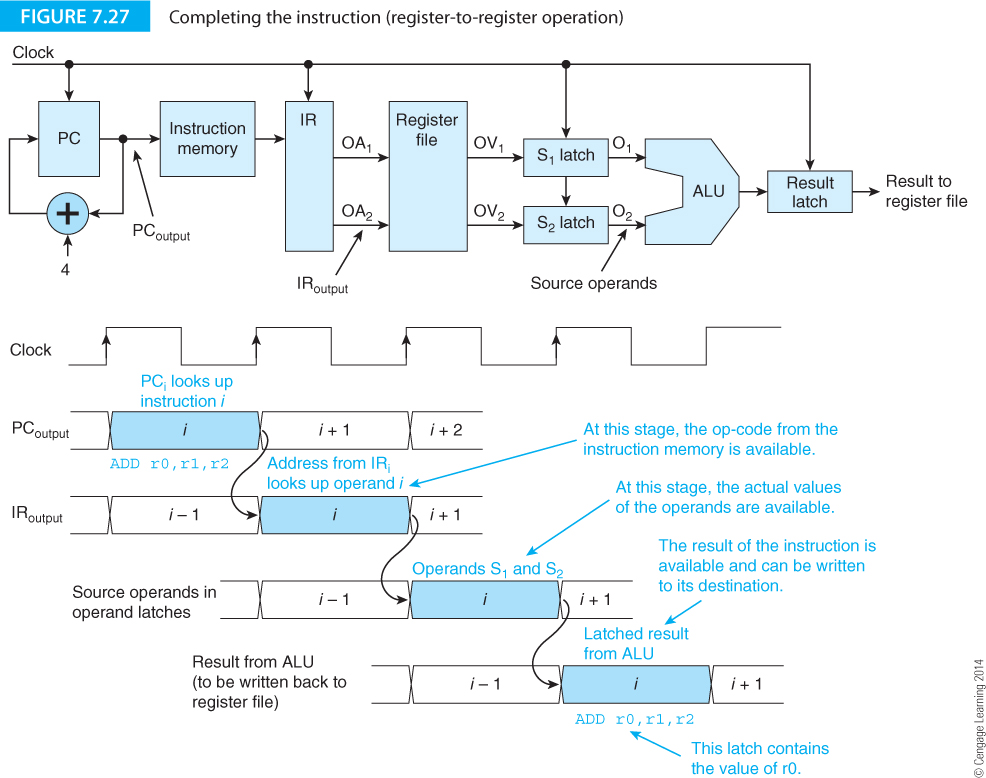 FIGURE 7.27 Completing the instruction (register-to-register operation)
Clock
PC
Instruction
memory
IR
OA1
OA2
Register
file
OV1
OV2
S1 latch
S2 latch
O1
O2
ALU
Result
latch
Result to
register file
+
4
PCoutput
IRoutput
Source operands
Clock
PCi looks up
instruction i
PCoutput
i
i + 1
i + 2
ADD r0,r1,r2
Address from IRi
looks up operand i
At this stage, the op-code from the
instruction memory is available.
IRoutput
i – 1
i
i + 1
At this stage, the actual values
of the operands are available.
Operands S1 and S2
Source operands in
operand latches
i – 1
i
i + 1
The result of the instruction is
available and can be written
to its destination.
Latched result
from ALU
Result from ALU
(to be written back to
register file)
i – 1
i
i + 1
ADD r0,r1,r2
This latch contains
the value of r0.
© Cengage Learning 2014